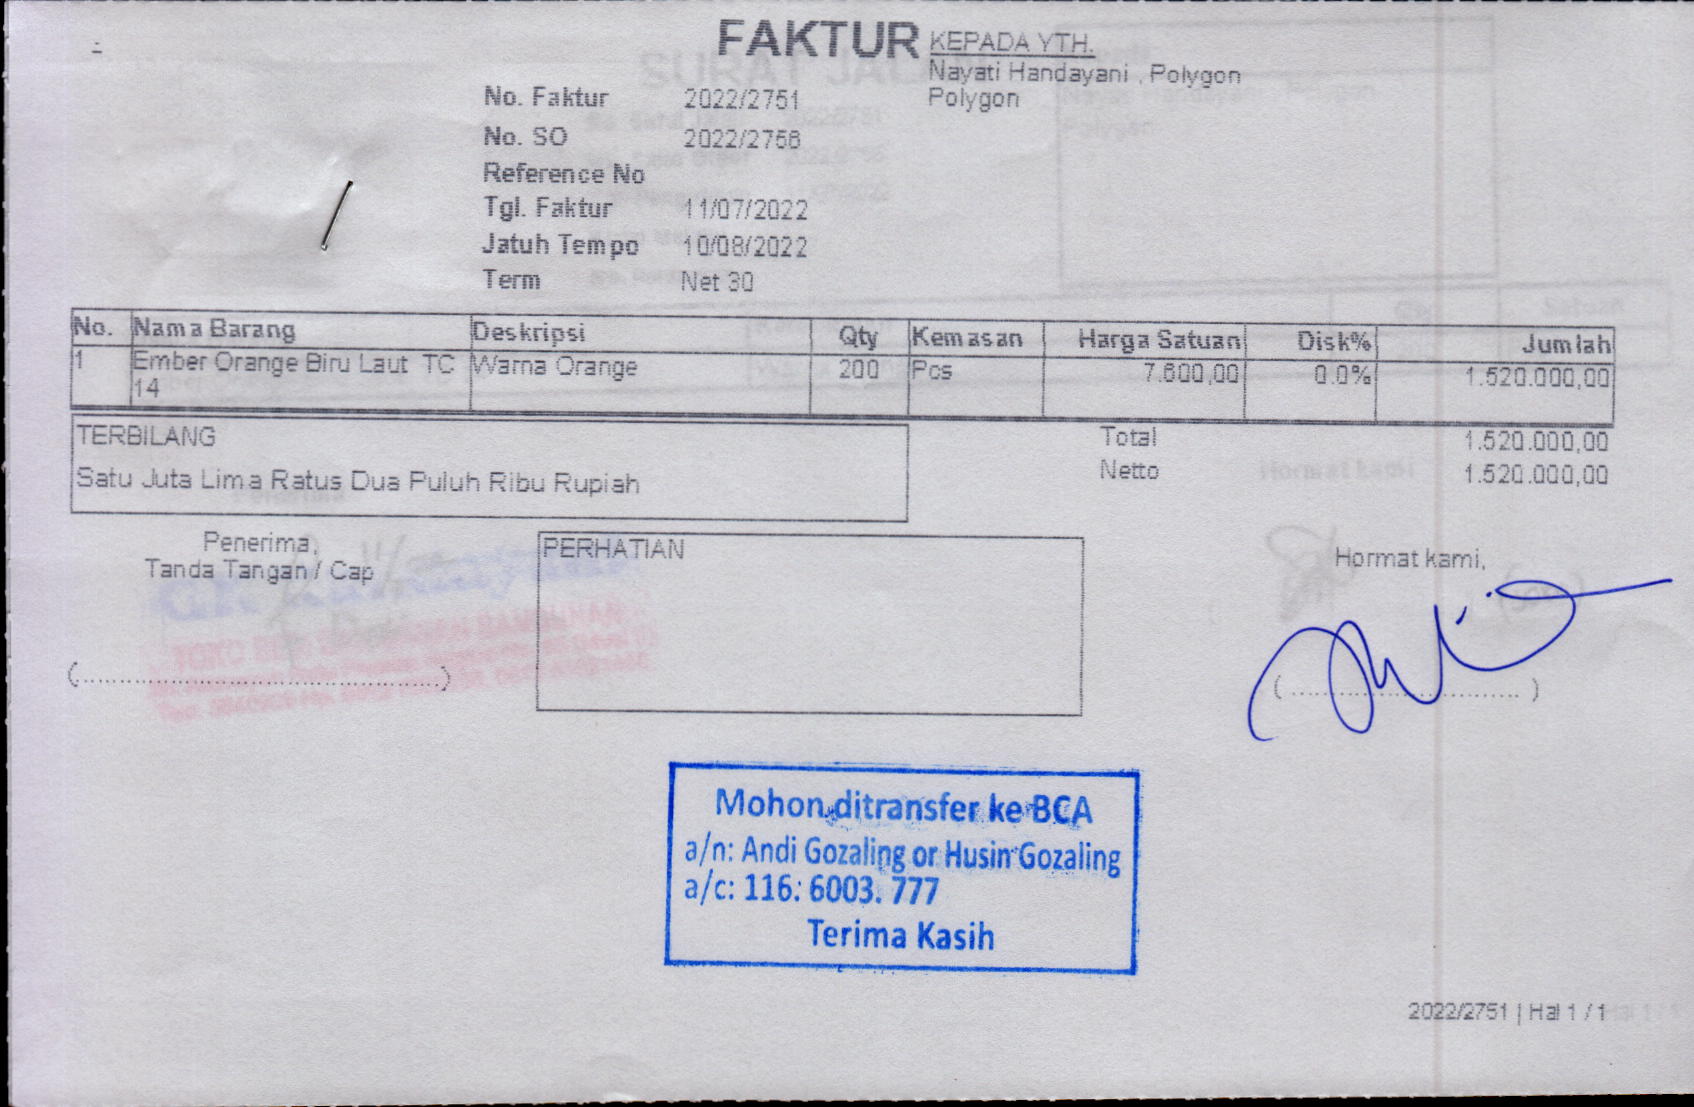 FAKTUR
KEPADA YTH.
Nayati Handayani , Polygon
Polygon
No. Faktur 2022/2751
No. SO 2022/2756
Reference No
Tgl. Faktur 11/07/2022
Jatuh Tempo 10/08/2022
Term Net 30
No. Nama Barang Deskripsi Qty Kemasan Harga Satuan Disk% Jumlah
1 Ember Orange Biru Laut TC Warna Orange 200 Pcs 7.600,00 0.0% 1.520.000,00
14
TERBILANG
Satu Juta Lima Ratus Dua Puluh Ribu Rupiah
Total 1.520.000,00
Netto 1.520.000,00
Penerima,
Tanda Tangan / Cap
PERHATIAN
Hormat kami,
Mohon ditransfer ke BCA
a/n: Andi Gozaling or Husin Gozaling
a/c: 116. 6003. 777
Terima Kasih
2022/2751 | Hal 1 / 1